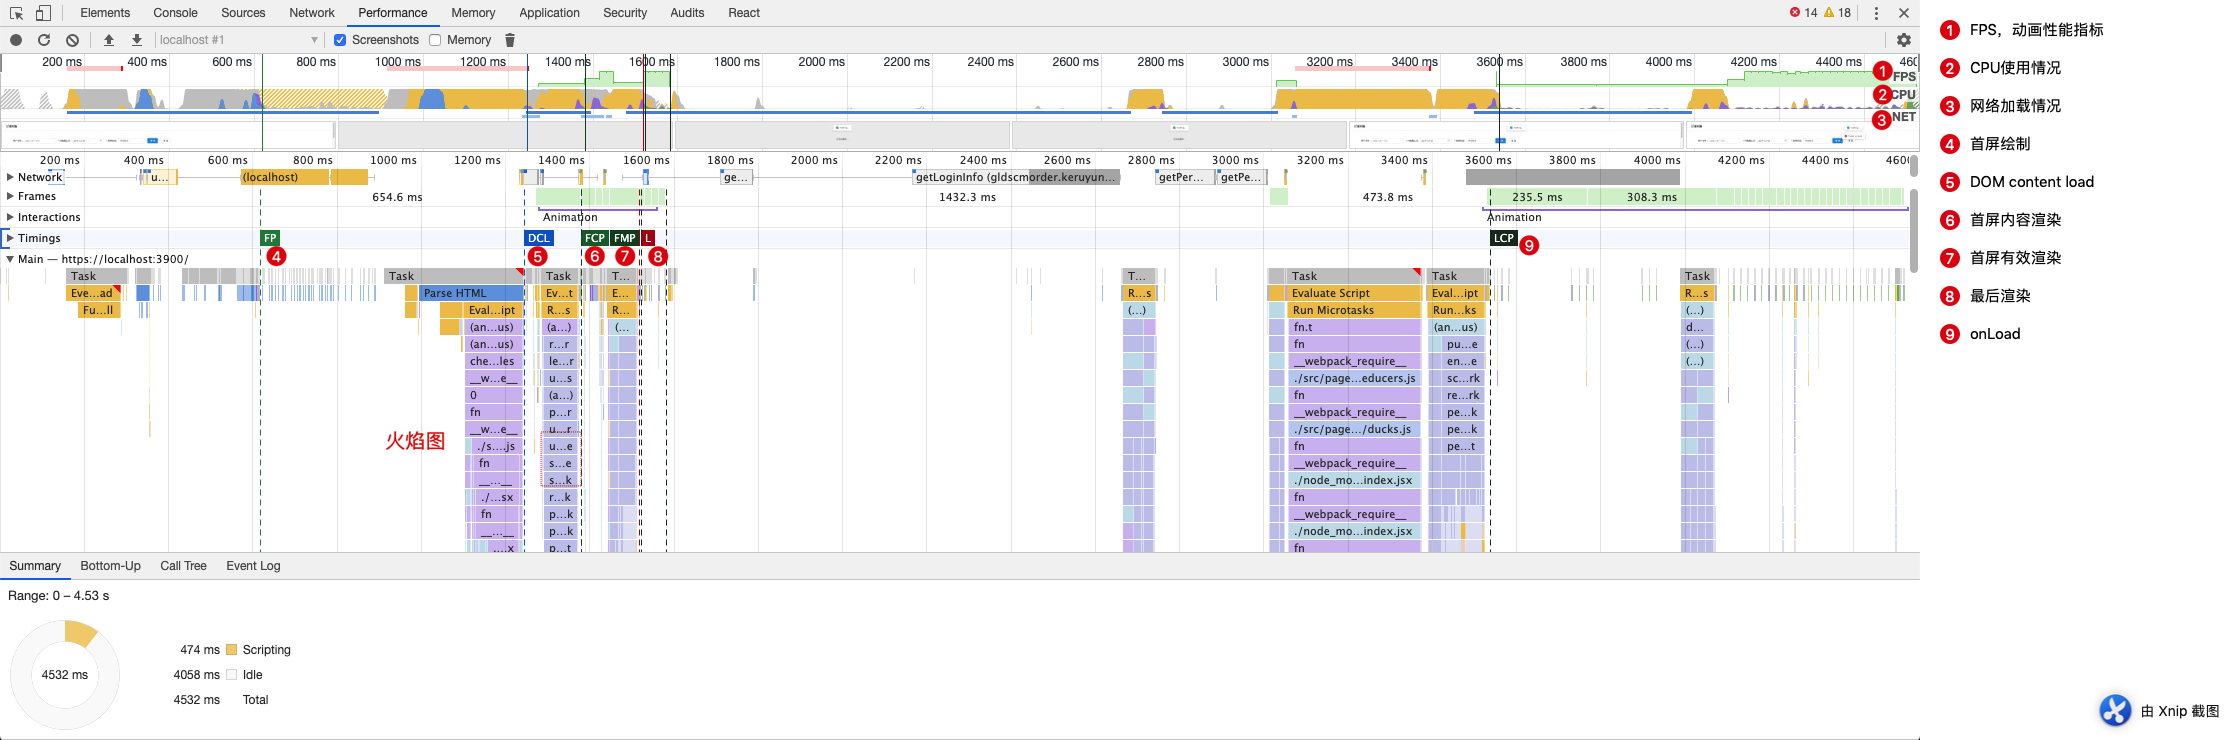 Elements Console Sources Network Performance Memory Application Security Audits React 14 18
localhost #1 Screenshots Memory
200 ms 400 ms 600 ms 800 ms 1000 ms 1200 ms 1400 ms 1600 ms 1800 ms 2000 ms 2200 ms 2400 ms 2600 ms 2800 ms 3000 ms 3200 ms 3400 ms 3600 ms 3800 ms 4000 ms 4200 ms 4400 ms 460
1 FPS
2 CPU
3 NET
200 ms 400 ms 600 ms 800 ms 1000 ms 1200 ms 1400 ms 1600 ms 1800 ms 2000 ms 2200 ms 2400 ms 2600 ms 2800 ms 3000 ms 3200 ms 3400 ms 3600 ms 3800 ms 4000 ms 4200 ms 4400 ms 460
Network u... (localhost) ge... getLoginInfo (gldscmorder.keruyun... getPer... getPe...
Frames 654.6 ms 1432.3 ms 473.8 ms 235.5 ms 308.3 ms
Interactions Animation Animation
Timings FP DCL FCP FMP L LCP
4 5 6 7 8 9
Main — https://localhost:3900/
Task Task Task T... T... Task Task Task
Eve...ad Parse HTML Ev...t E... R...s Evaluate Script Eval...ipt R...s
Fu...ll Eval...ipt R...s R... (...) Run Microtasks Run...ks (...)
(an...us) (a...) (... fn.t (an...us) d...
(an...us) r...r fn pu...e (...)
che...les le...r __webpack_require__ en...e (...)
__w...e__ u...s ./src/page...educers.js sc...rk
0 (a...) fn re...rk
fn p...r __webpack_require__ pe...k
__w...e__ u...r ./src/page.../ducks.js pe...k
火焰图
./s....js u...e fn pe...t
fn s...e __webpack_require__
__...__ s...k ./node_mo...index.jsx
./...sx r...k fn
fn p...k __webpack_require__
__...__ p...k ./node_mo...index.jsx
....x p...t fn
Summary Bottom-Up Call Tree Event Log
Range: 0 – 4.53 s
4532 ms
474 ms Scripting
4058 ms Idle
4532 ms Total
1 FPS，动画性能指标
2 CPU使用情况
3 网络加载情况
4 首屏绘制
5 DOM content load
6 首屏内容渲染
7 首屏有效渲染
8 最后渲染
9 onLoad
由 Xnip 截图